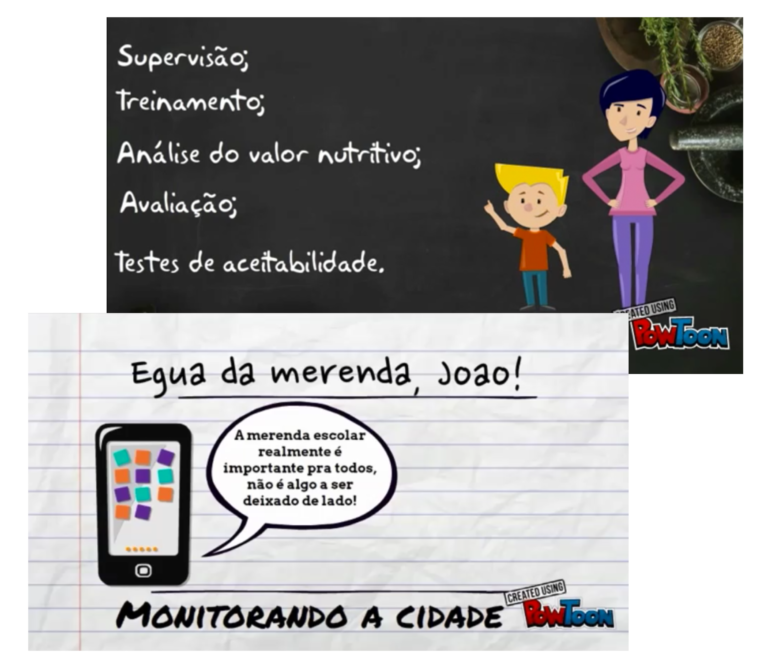 Supervisão;
Treinamento;
Análise do valor nutritivo;
Avaliação;
Testes de aceitabilidade.
CREATED USING
POWTOON
Egua da merenda, Joao!
A merenda escolar
realmente é
importante pra todos,
não é algo a ser
deixado de lado!
MONITORANDO A CIDADE
CREATED USING
POWTOON